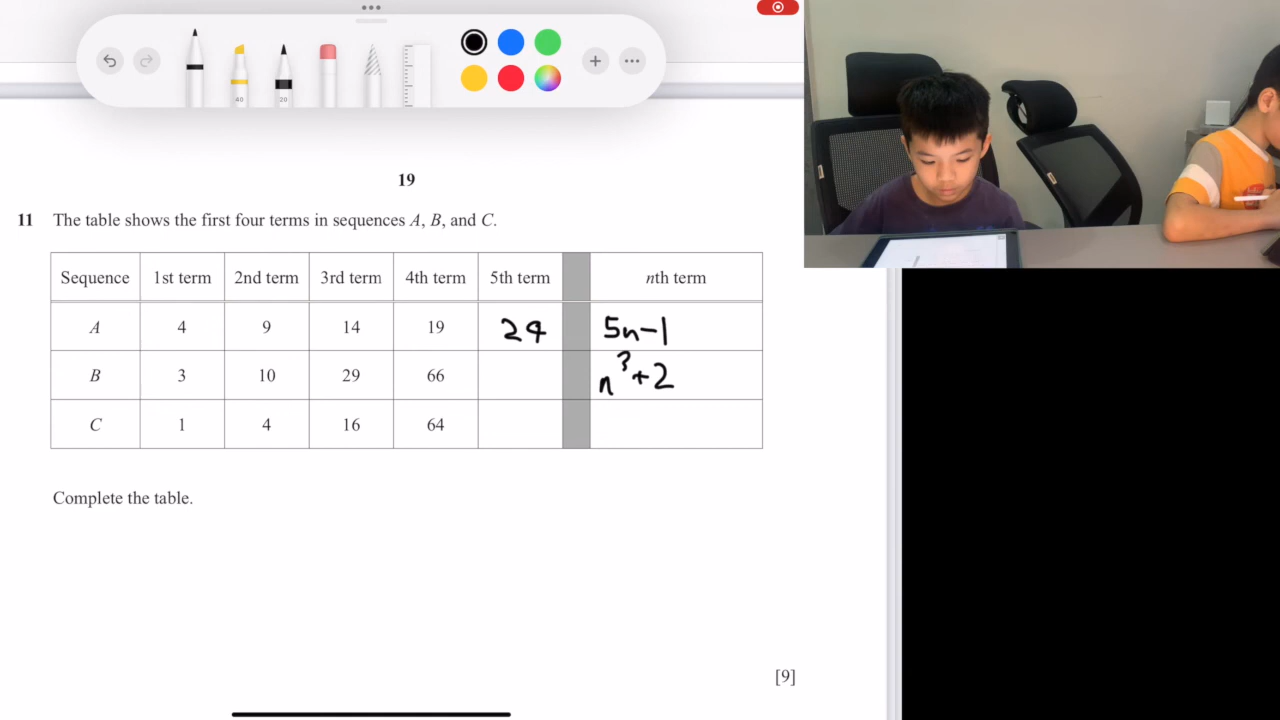 40
20
19
11 The table shows the first four terms in sequences A, B, and C.
Sequence 1st term 2nd term 3rd term 4th term 5th term nth term
A 4 9 14 19 24 5n-1
B 3 10 29 66 n³+2
C 1 4 16 64
Complete the table.
[9]